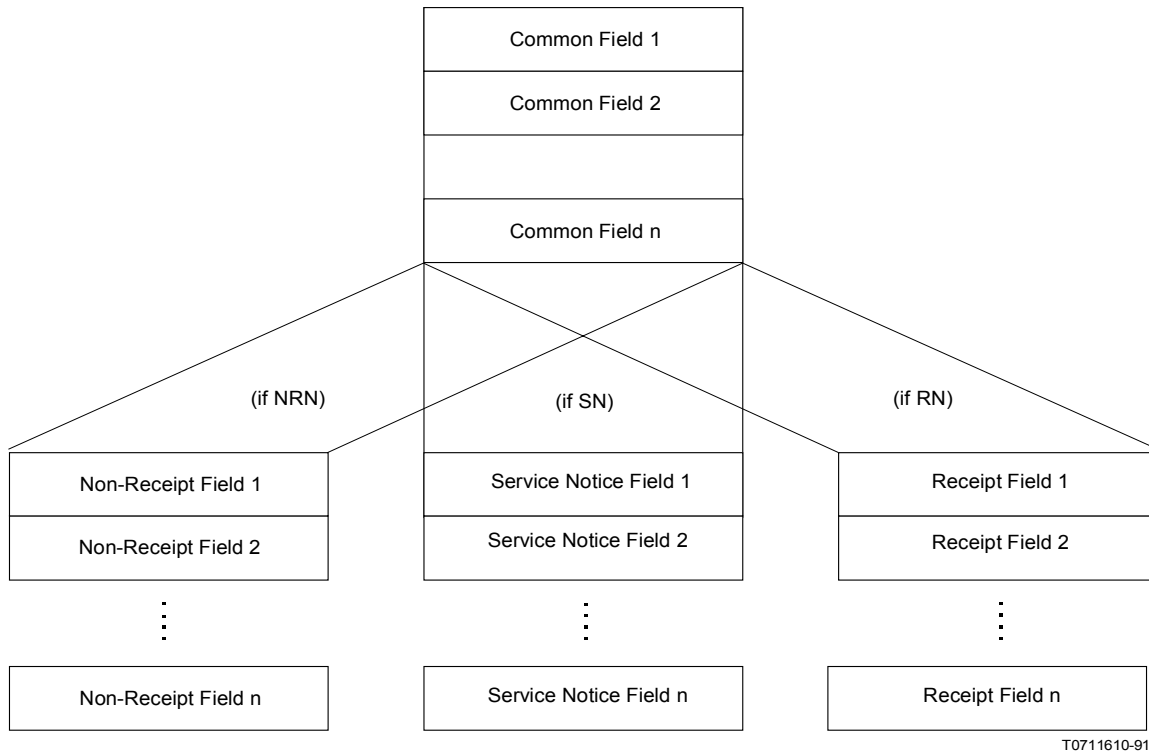 Common Field 1
Common Field 2
Common Field n
(if NRN)
(if SN)
(if RN)
Non-Receipt Field 1
Service Notice Field 1
Receipt Field 1
Non-Receipt Field 2
Service Notice Field 2
Receipt Field 2
Non-Receipt Field n
Service Notice Field n
Receipt Field n
T0711610-91